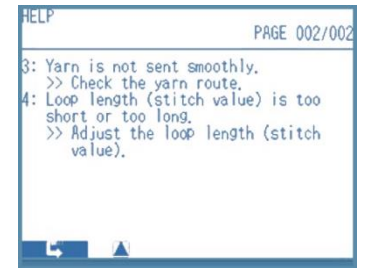 HELP
PAGE 002/002
3: Yarn is not sent smoothly.
>> Check the yarn route.
4: Loop length (stitch value) is too
short or too long.
>> Adjust the loop length (stitch
value).